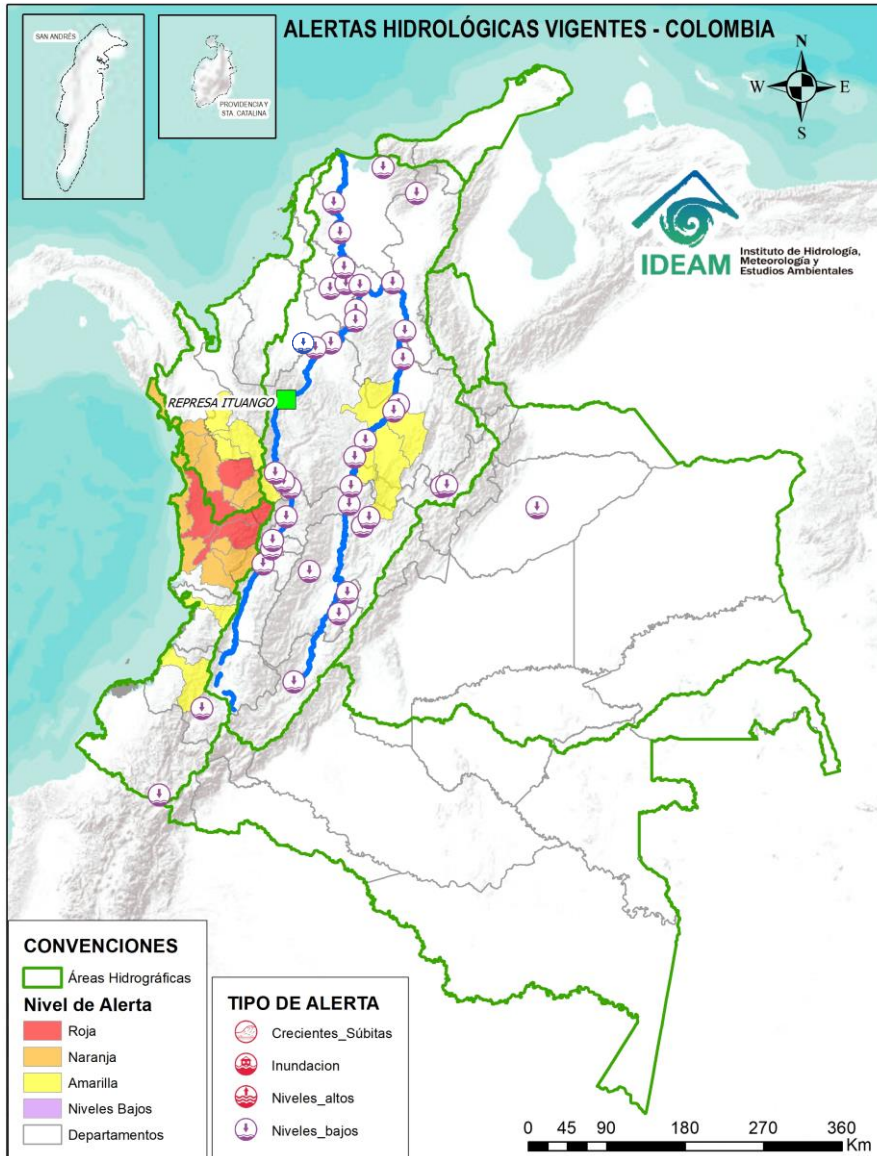 ALERTAS HIDROLÓGICAS VIGENTES - COLOMBIA
SAN ANDRÉS
PROVIDENCIA Y
STA. CATALINA
N
W
E
S
IDEAM
Instituto de Hidrología,
Meteorología y
Estudios Ambientales
REPRESA ITUANGO
CONVENCIONES
Áreas Hidrográficas
Nivel de Alerta
Roja
Naranja
Amarilla
Niveles Bajos
Departamentos
TIPO DE ALERTA
Crecientes_Súbitas
Inundacion
Niveles_altos
Niveles_bajos
0 45 90 180 270 360
Km